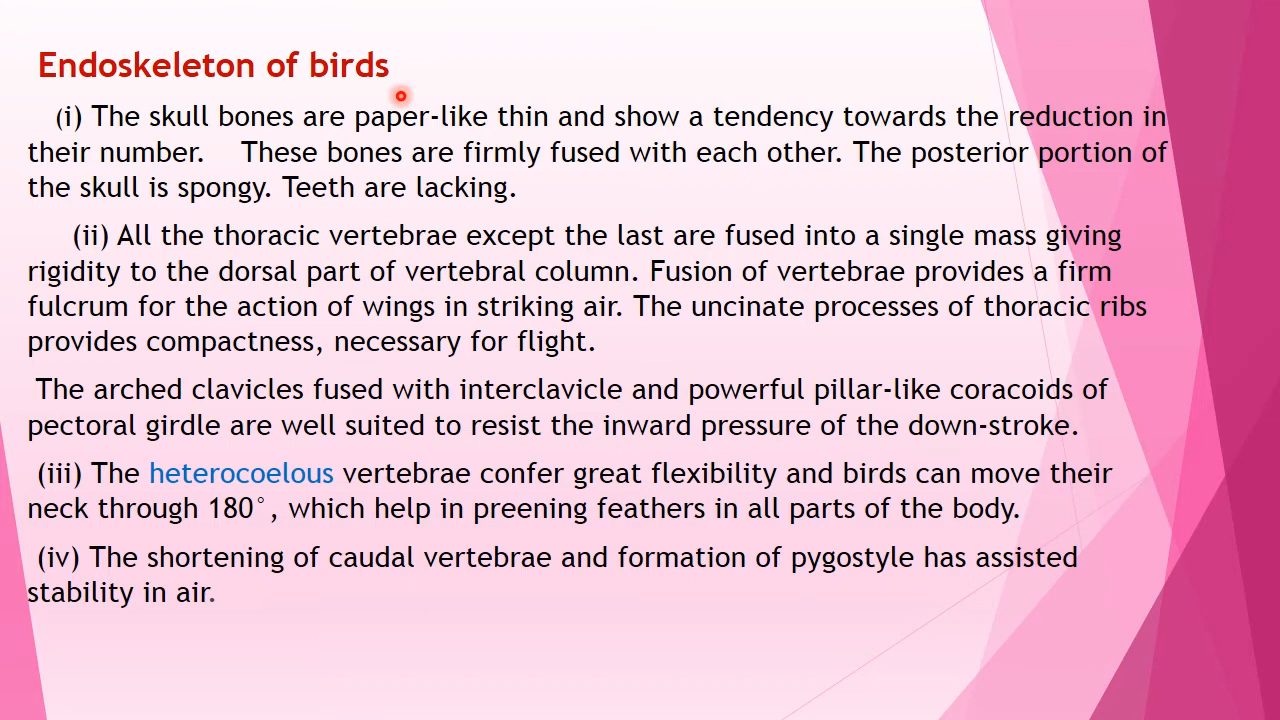 Endoskeleton of birds
(i) The skull bones are paper-like thin and show a tendency towards the reduction in
their number. These bones are firmly fused with each other. The posterior portion of
the skull is spongy. Teeth are lacking.
(ii) All the thoracic vertebrae except the last are fused into a single mass giving
rigidity to the dorsal part of vertebral column. Fusion of vertebrae provides a firm
fulcrum for the action of wings in striking air. The uncinate processes of thoracic ribs
provides compactness, necessary for flight.
The arched clavicles fused with interclavicle and powerful pillar-like coracoids of
pectoral girdle are well suited to resist the inward pressure of the down-stroke.
(iii) The heterocoelous vertebrae confer great flexibility and birds can move their
neck through 180°, which help in preening feathers in all parts of the body.
(iv) The shortening of caudal vertebrae and formation of pygostyle has assisted
stability in air.